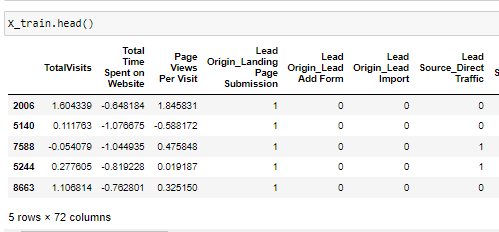 X_train.head()
TotalVisits Total Time Spent on Website Page Views Per Visit Lead Origin_Landing Page Submission Lead Origin_Lead Add Form Lead Origin_Lead Import Lead Source_Direct Traffic
2006 1.604339 -0.648184 1.845831 1 0 0 0
5140 0.111763 -1.076675 -0.588172 1 0 0 0
7588 -0.054079 -1.044935 0.475848 1 0 0 1
5244 0.277605 -0.819228 0.019187 1 0 0 1
8663 1.106814 -0.762801 0.325150 1 0 0 0
5 rows × 72 columns